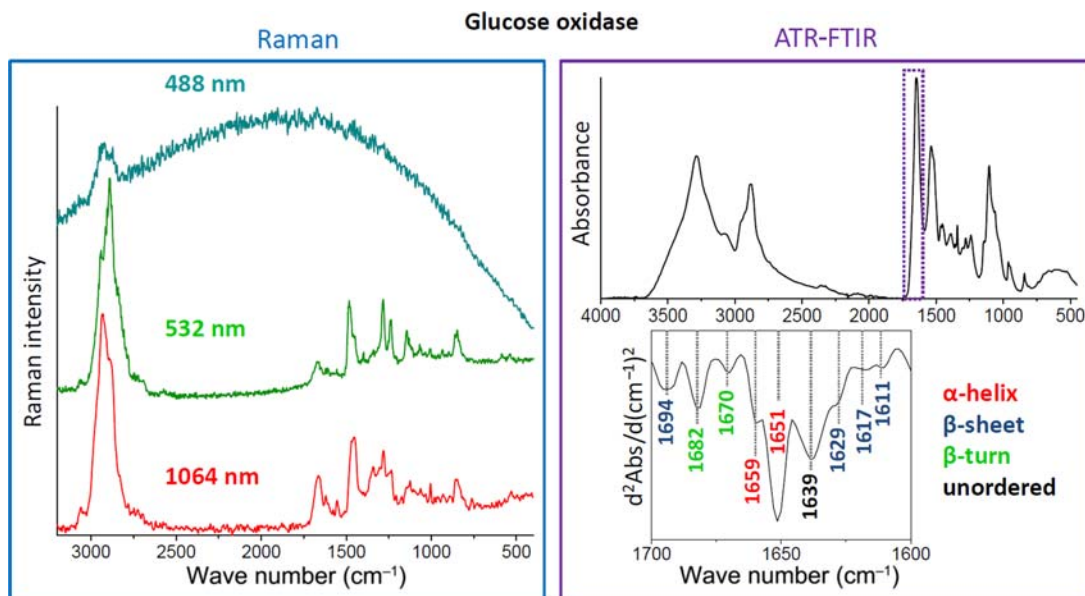 Glucose oxidase
Raman
ATR-FTIR
488 nm
532 nm
1064 nm
Raman intensity
3000 2500 2000 1500 1000 500
Wave number (cm⁻¹)
Absorbance
4000 3500 3000 2500 2000 1500 1000 500
d²Abs/d(cm⁻¹)²
1694
1682
1670
1659
1651
1639
1629
1617
1611
1700 1650 1600
Wave number (cm⁻¹)
α-helix
β-sheet
β-turn
unordered